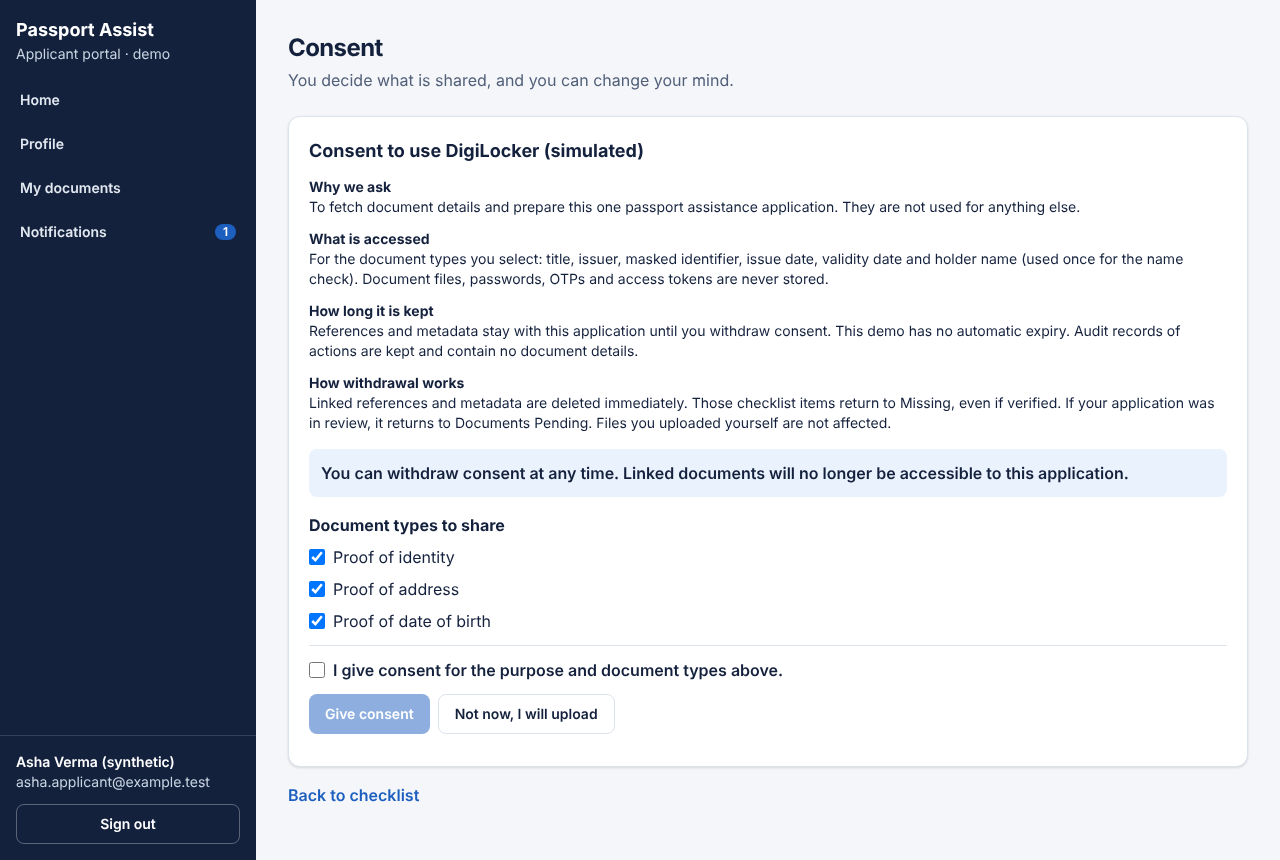 Passport Assist
Applicant portal · demo
Home
Profile
My documents
Notifications 1
Asha Verma (synthetic)
asha.applicant@example.test
Sign out
Consent
You decide what is shared, and you can change your mind.
Consent to use DigiLocker (simulated)
Why we ask
To fetch document details and prepare this one passport assistance application. They are not used for anything else.
What is accessed
For the document types you select: title, issuer, masked identifier, issue date, validity date and holder name (used once for the name
check). Document files, passwords, OTPs and access tokens are never stored.
How long it is kept
References and metadata stay with this application until you withdraw consent. This demo has no automatic expiry. Audit records of
actions are kept and contain no document details.
How withdrawal works
Linked references and metadata are deleted immediately. Those checklist items return to Missing, even if verified. If your application was
in review, it returns to Documents Pending. Files you uploaded yourself are not affected.
You can withdraw consent at any time. Linked documents will no longer be accessible to this application.
Document types to share
Proof of identity
Proof of address
Proof of date of birth
I give consent for the purpose and document types above.
Give consent
Not now, I will upload
Back to checklist